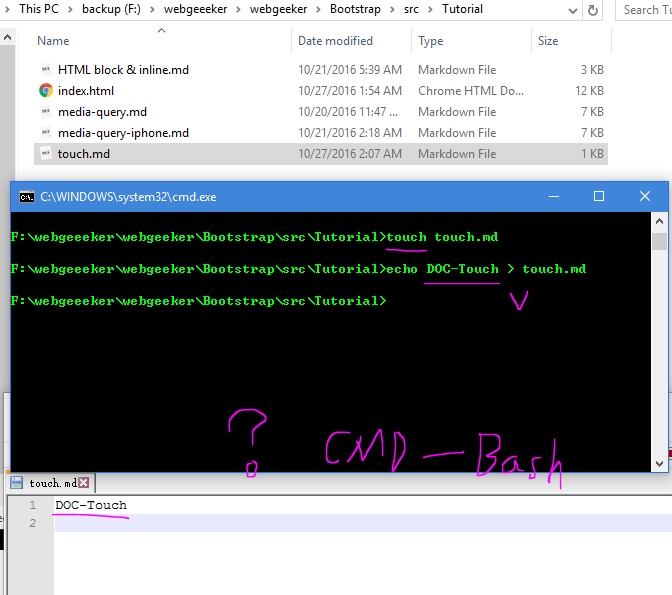 This PC > backup (F:) > webgeeeker > webgeeker > Bootstrap > src > Tutorial
Search Tu
Name Date modified Type Size
HTML block & inline.md 10/21/2016 5:39 AM Markdown File 3 KB
index.html 10/27/2016 1:54 AM Chrome HTML Do... 12 KB
media-query.md 10/20/2016 11:47 ... Markdown File 7 KB
media-query-iphone.md 10/21/2016 2:18 AM Markdown File 7 KB
touch.md 10/27/2016 2:07 AM Markdown File 1 KB
C:\WINDOWS\system32\cmd.exe
F:\webgeeeker\webgeeker\Bootstrap\src\Tutorial>touch touch.md
F:\webgeeeker\webgeeker\Bootstrap\src\Tutorial>echo DOC-Touch > touch.md
F:\webgeeeker\webgeeker\Bootstrap\src\Tutorial>
? CMD — Bash
touch.md
1 DOC-Touch
2